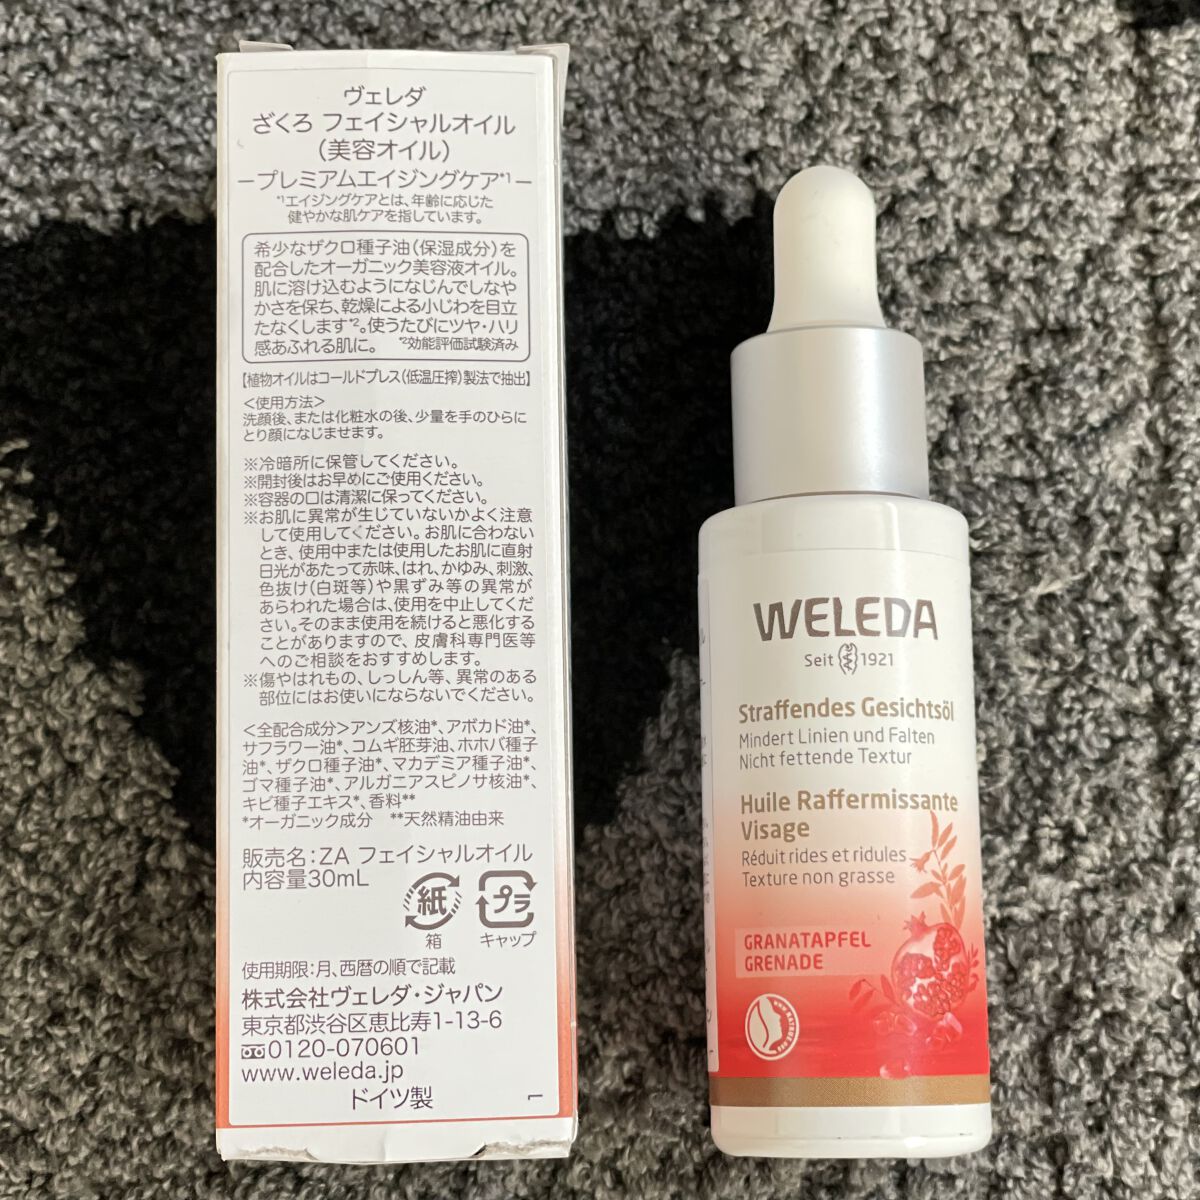 ヴェレダ
ざくろ フェイシャルオイル
（美容オイル）
－プレミアムエイジングケア*1－
*1エイジングケアとは、年齢に応じた
健やかな肌ケアを指しています。
希少なザクロ種子油（保湿成分）を
配合したオーガニック美容液オイル。
肌に溶け込むようになじんでしなや
かさを保ち、乾燥による小じわを目立
たなくします*2。使うたびにツヤ・ハリ
感あふれる肌に。 *2効能評価試験済み
【植物オイルはコールドプレス（低温圧搾）製法で抽出】
＜使用方法＞
洗顔後、または化粧水の後、少量を手のひらに
とり顔になじませます。
※冷暗所に保管してください。
※開封後はお早めにご使用ください。
※容器の口は清潔に保ってください。
※お肌に異常が生じていないかよく注意
して使用してください。お肌に合わない
とき、使用中または使用したお肌に直射
日光があたって赤味、はれ、かゆみ、刺激、
色抜け（白斑等）や黒ずみ等の異常が
あらわれた場合は、使用を中止してくだ
さい。そのまま使用を続けると悪化する
ことがありますので、皮膚科専門医等
へのご相談をおすすめします。
※傷やはれもの、しっしん等、異常のある
部位にはお使いにならないでください。
＜全配合成分＞アンズ核油*、アボカド油*、
サフラワー油*、コムギ胚芽油、ホホバ種子
油*、ザクロ種子油*、マカデミア種子油*、
ゴマ種子油*、アルガニアスピノサ核油*、
キビ種子エキス*、香料**
*オーガニック成分 **天然精油由来
販売名：ZA フェイシャルオイル
内容量30mL
紙
箱
プラ
キャップ
使用期限：月、西暦の順で記載
株式会社ヴェレダ・ジャパン
東京都渋谷区恵比寿1-13-6
0120-070601
www.weleda.jp
ドイツ製
WELEDA
Seit 1921
Straffendes Gesichtsöl
Mindert Linien und Falten
Nicht fettende Textur
Huile Raffermissante
Visage
Réduit rides et ridules
Texture non grasse
GRANATAPFEL
GRENADE